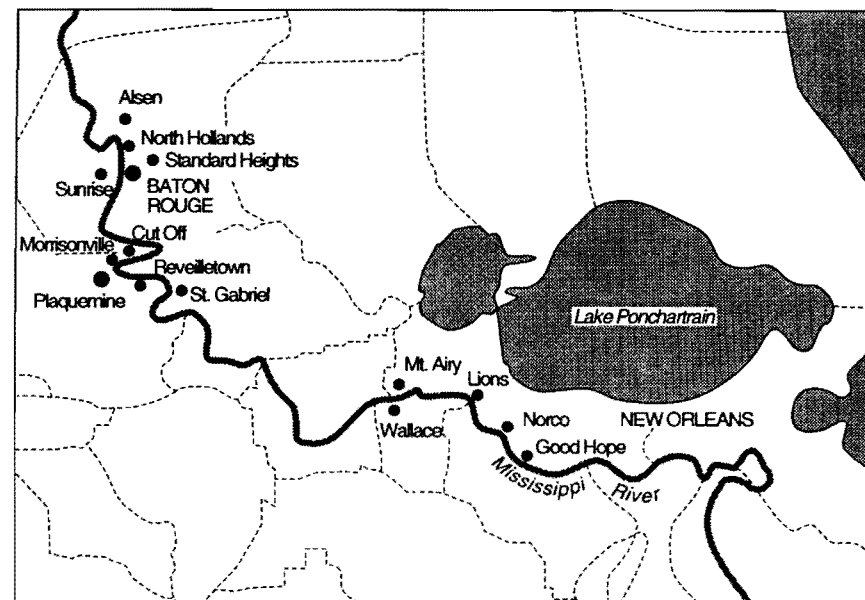 Alsen
North Hollands
Standard Heights
Sunrise
BATON
ROUGE
Cut Off
Morrisonville
Reveilletown
Plaquemine
St. Gabriel
Lake Ponchartrain
Mt. Airy
Lions
Wallace
Norco
NEW ORLEANS
Good Hope
Mississippi River